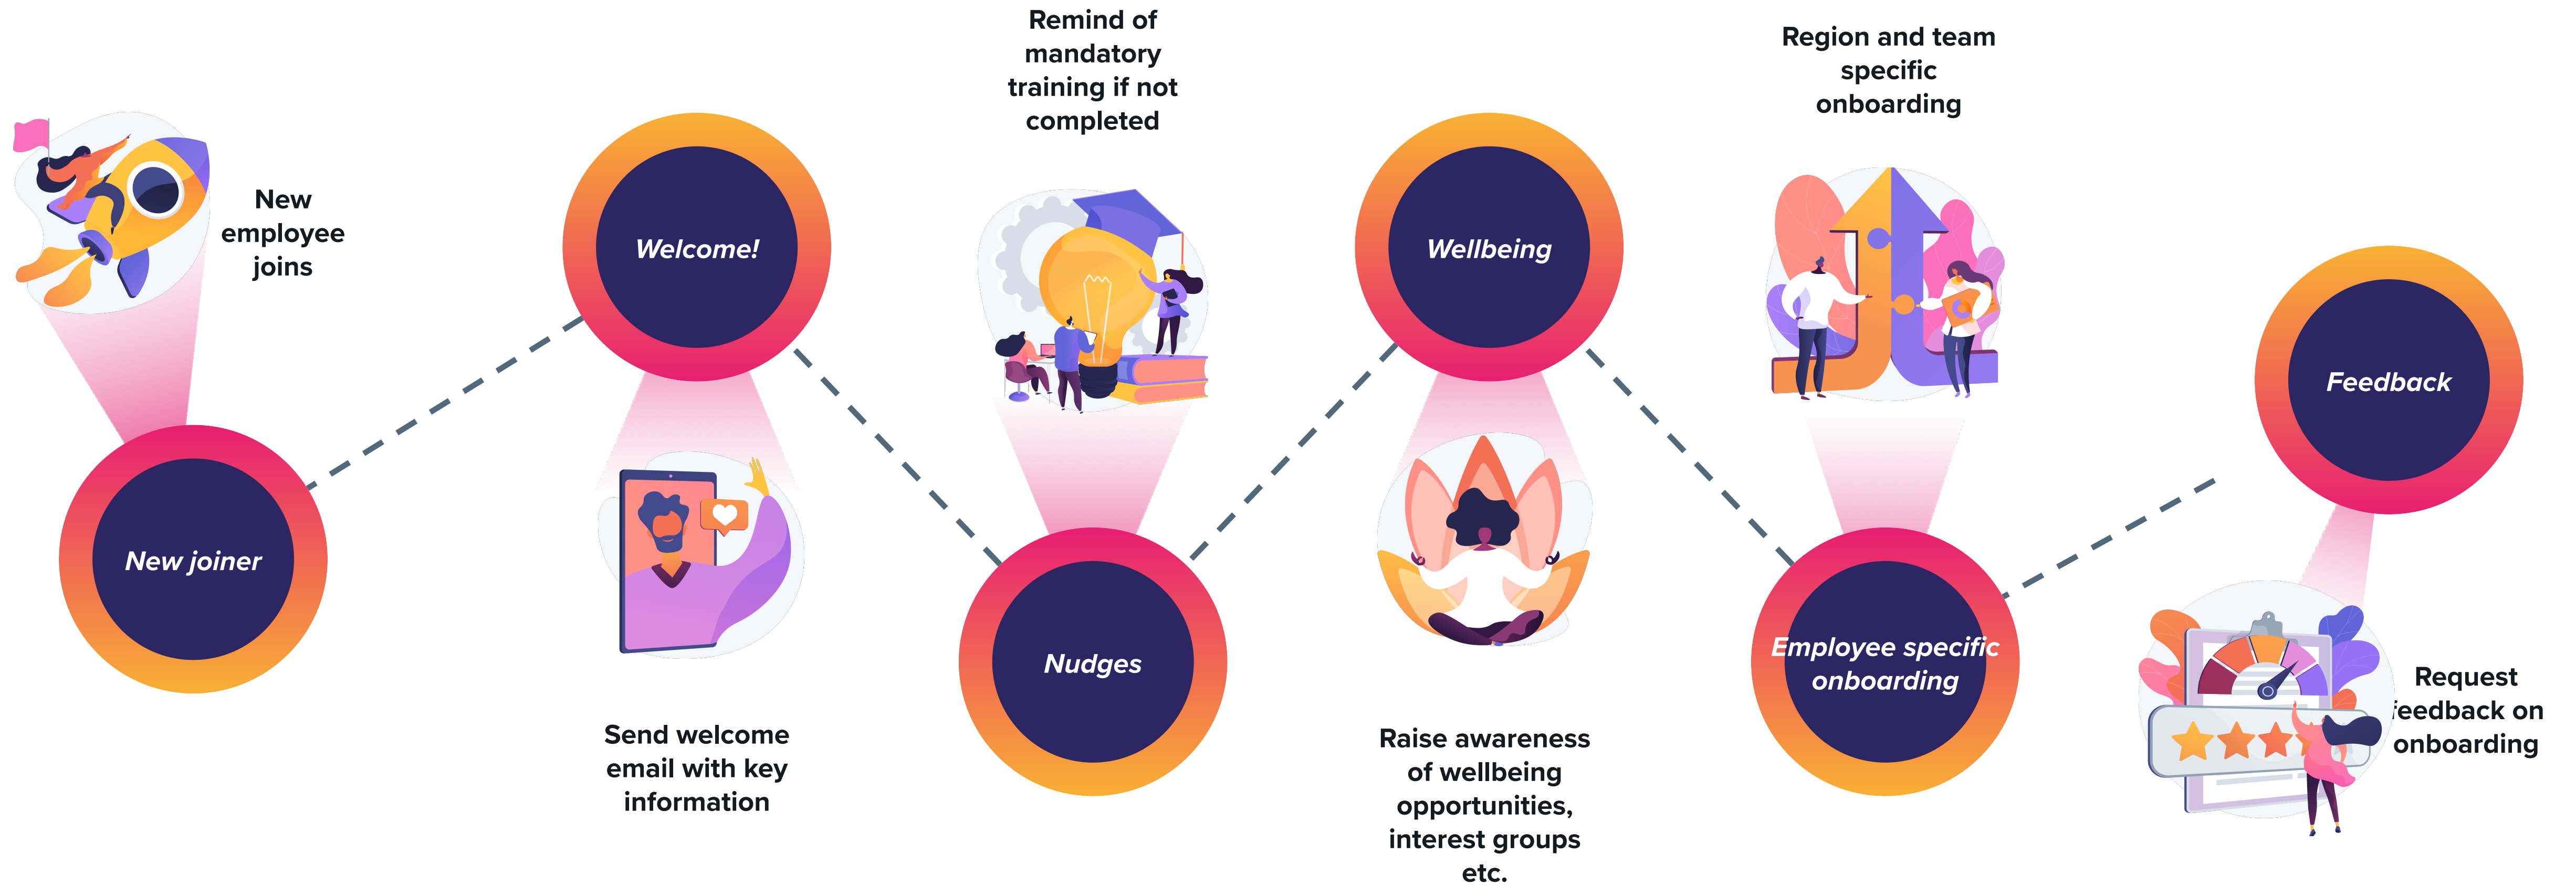 New
employee
joins
New joiner
Welcome!
Send welcome
email with key
information
Remind of
mandatory
training if not
completed
Nudges
Wellbeing
Raise awareness
of wellbeing
opportunities,
interest groups
etc.
Region and team
specific
onboarding
Employee specific
onboarding
Feedback
Request
feedback on
onboarding